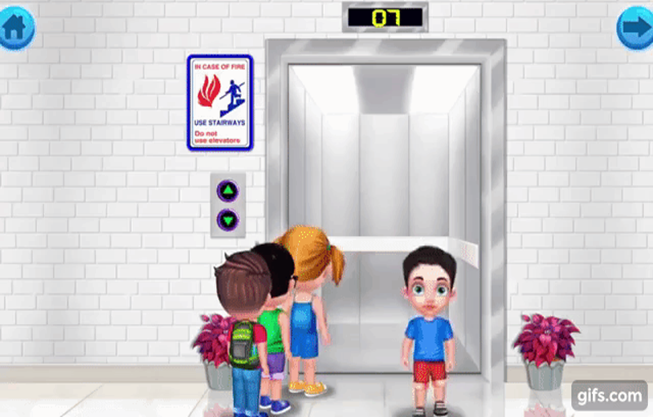 07
IN CASE OF FIRE
USE STAIRWAYS
Do not
use elevators
gifs.com